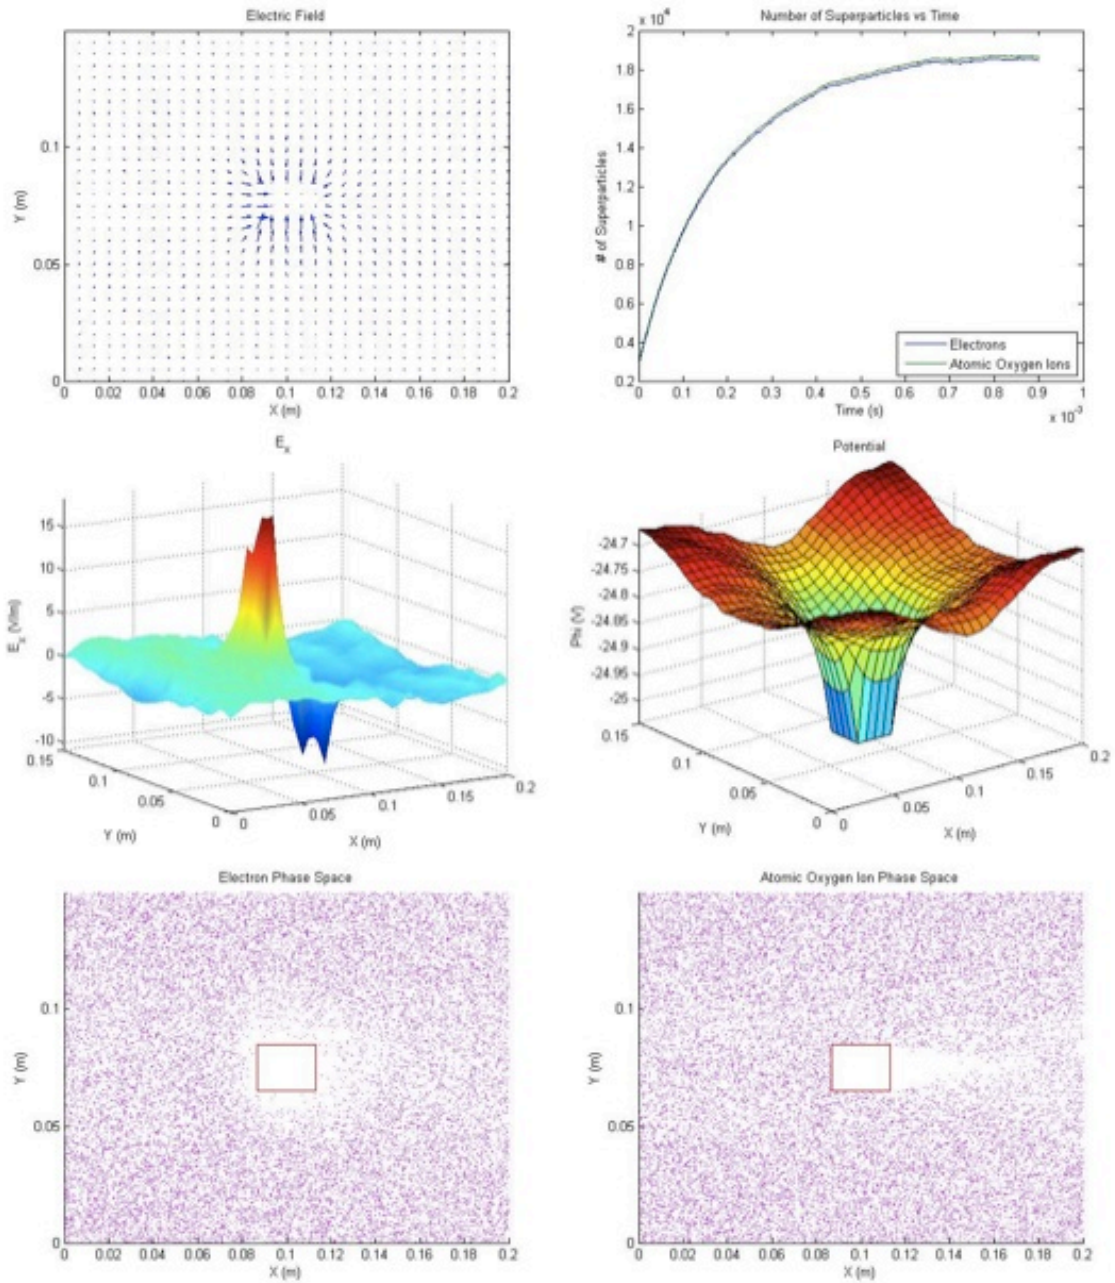 Electric Field
Y (m)
0.1
0.05
0
0 0.02 0.04 0.06 0.08 0.1 0.12 0.14 0.16 0.18 0.2
X (m)
Number of Superparticles vs Time
x 10⁴
# of Superparticles
2
1.8
1.6
1.4
1.2
1
0.8
0.6
0.4
0.2
Electrons
Atomic Oxygen Ions
0 0.1 0.2 0.3 0.4 0.5 0.6 0.7 0.8 0.9 1
Time (s)
x 10⁻³
Eₓ
Eₓ (V/m)
15
10
5
0
-5
-10
0.15
0.1
0.05
0
Y (m)
0
0.05
0.1
0.15
0.2
X (m)
Potential
Phi (V)
-24.7
-24.75
-24.8
-24.85
-24.9
-24.95
-25
0.15
0.1
0.05
0
Y (m)
0
0.05
0.1
0.15
0.2
X (m)
Electron Phase Space
Y (m)
0.1
0.05
0
0 0.02 0.04 0.06 0.08 0.1 0.12 0.14 0.16 0.18 0.2
X (m)
Atomic Oxygen Ion Phase Space
Y (m)
0.1
0.05
0
0 0.02 0.04 0.06 0.08 0.1 0.12 0.14 0.16 0.18 0.2
X (m)